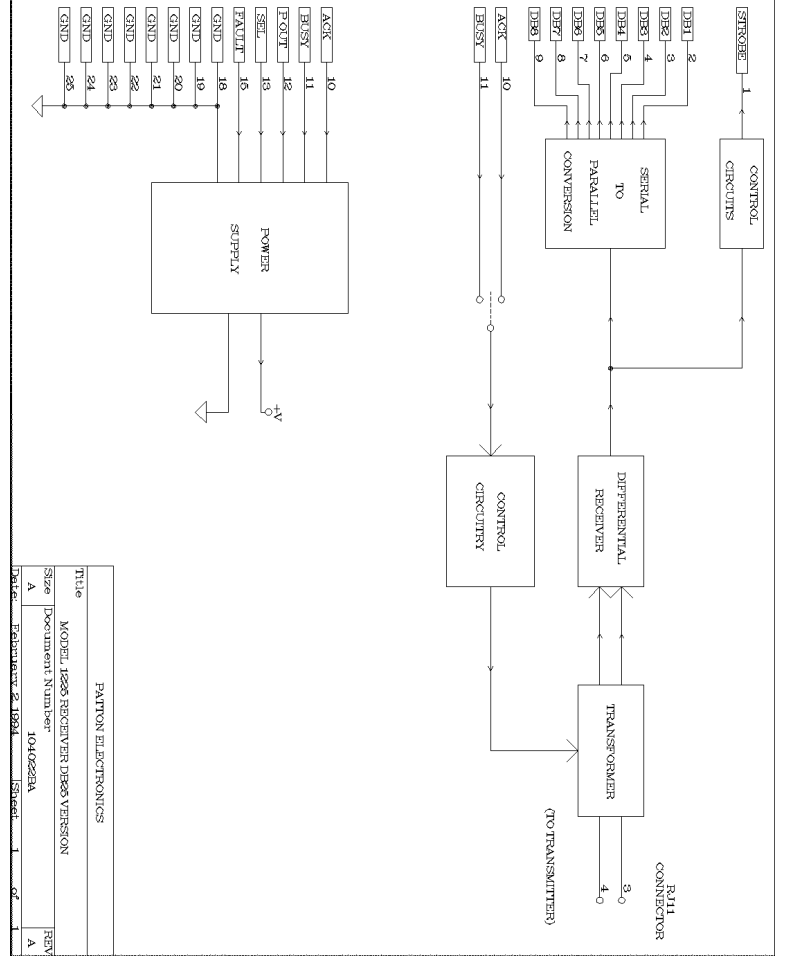 STROBE 1
CONTROL
CIRCUITS
DB1 2
DB2 3
DB3 4
DB4 5
DB5 6
DB6 7
DB7 8
DB8 9
SERIAL
TO
PARALLEL
CONVERSION
DIFFERENTIAL
RECEIVER
TRANSFORMER
RJ11
CONNECTOR
3
4
(TO TRANSMITTER)
ACK 10
BUSY 11
CONTROL
CIRCUITRY
ACK 10
BUSY 11
P.OUT 12
SEL 13
FAULT 15
GND 18
GND 19
GND 20
GND 21
GND 22
GND 23
GND 24
GND 25
POWER
SUPPLY
+V
PATTON ELECTRONICS
Title
MODEL 1225 RECEIVER DB25 VERSION
Size Document Number REV
A 104022BA A
Date: February 2, 1994 Sheet 1 of 1